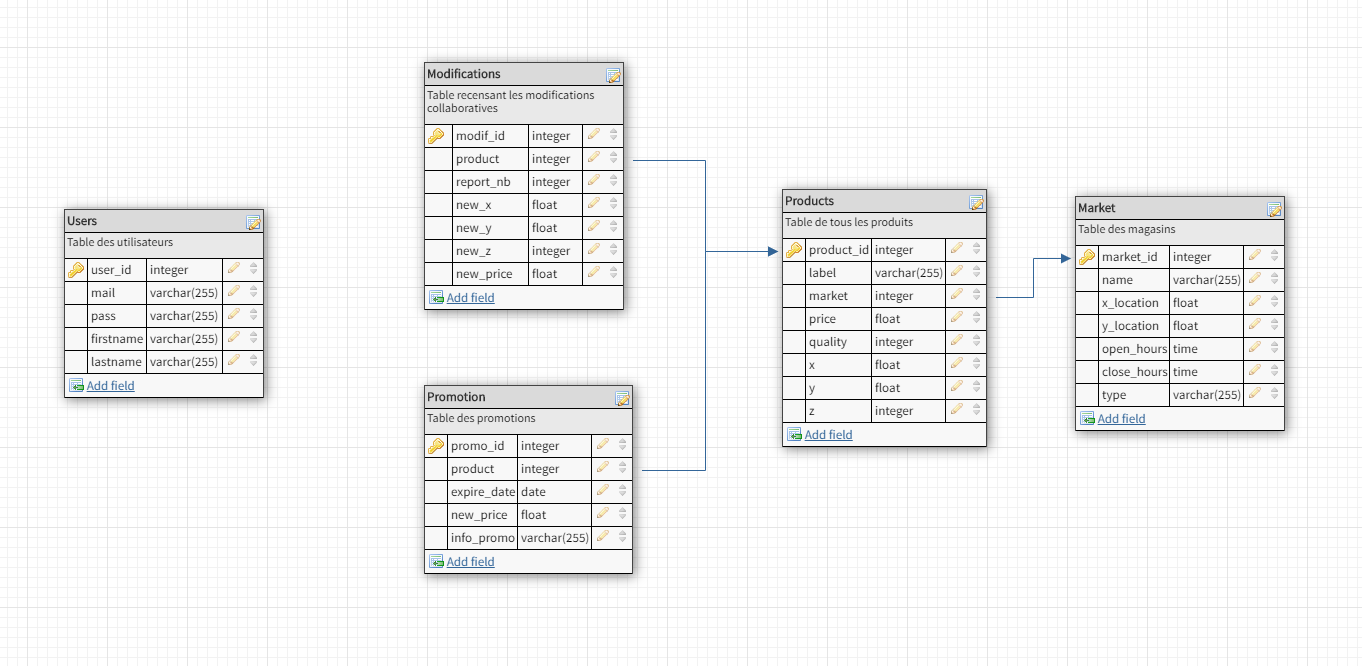 Users
Table des utilisateurs
user_id integer
mail varchar(255)
pass varchar(255)
firstname varchar(255)
lastname varchar(255)
Add field
Modifications
Table recensant les modifications
collaboratives
modif_id integer
product integer
report_nb integer
new_x float
new_y float
new_z integer
new_price float
Add field
Promotion
Table des promotions
promo_id integer
product integer
expire_date date
new_price float
info_promo varchar(255)
Add field
Products
Table de tous les produits
product_id integer
label varchar(255)
market integer
price float
quality integer
x float
y float
z integer
Add field
Market
Table des magasins
market_id integer
name varchar(255)
x_location float
y_location float
open_hours time
close_hours time
type varchar(255)
Add field